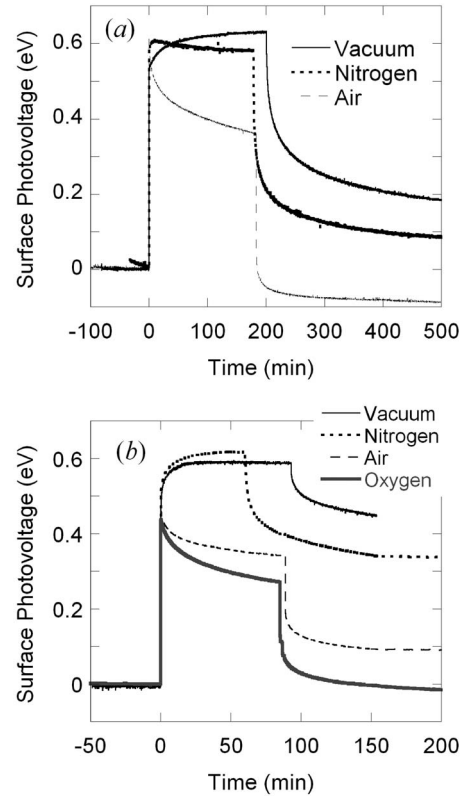 (a)
Vacuum
Nitrogen
Air
Surface Photovoltage (eV)
0.6
0.4
0.2
0
-100 0 100 200 300 400 500
Time (min)
(b)
Vacuum
Nitrogen
Air
Oxygen
Surface Photovoltage (eV)
0.6
0.4
0.2
0
-50 0 50 100 150 200
Time (min)